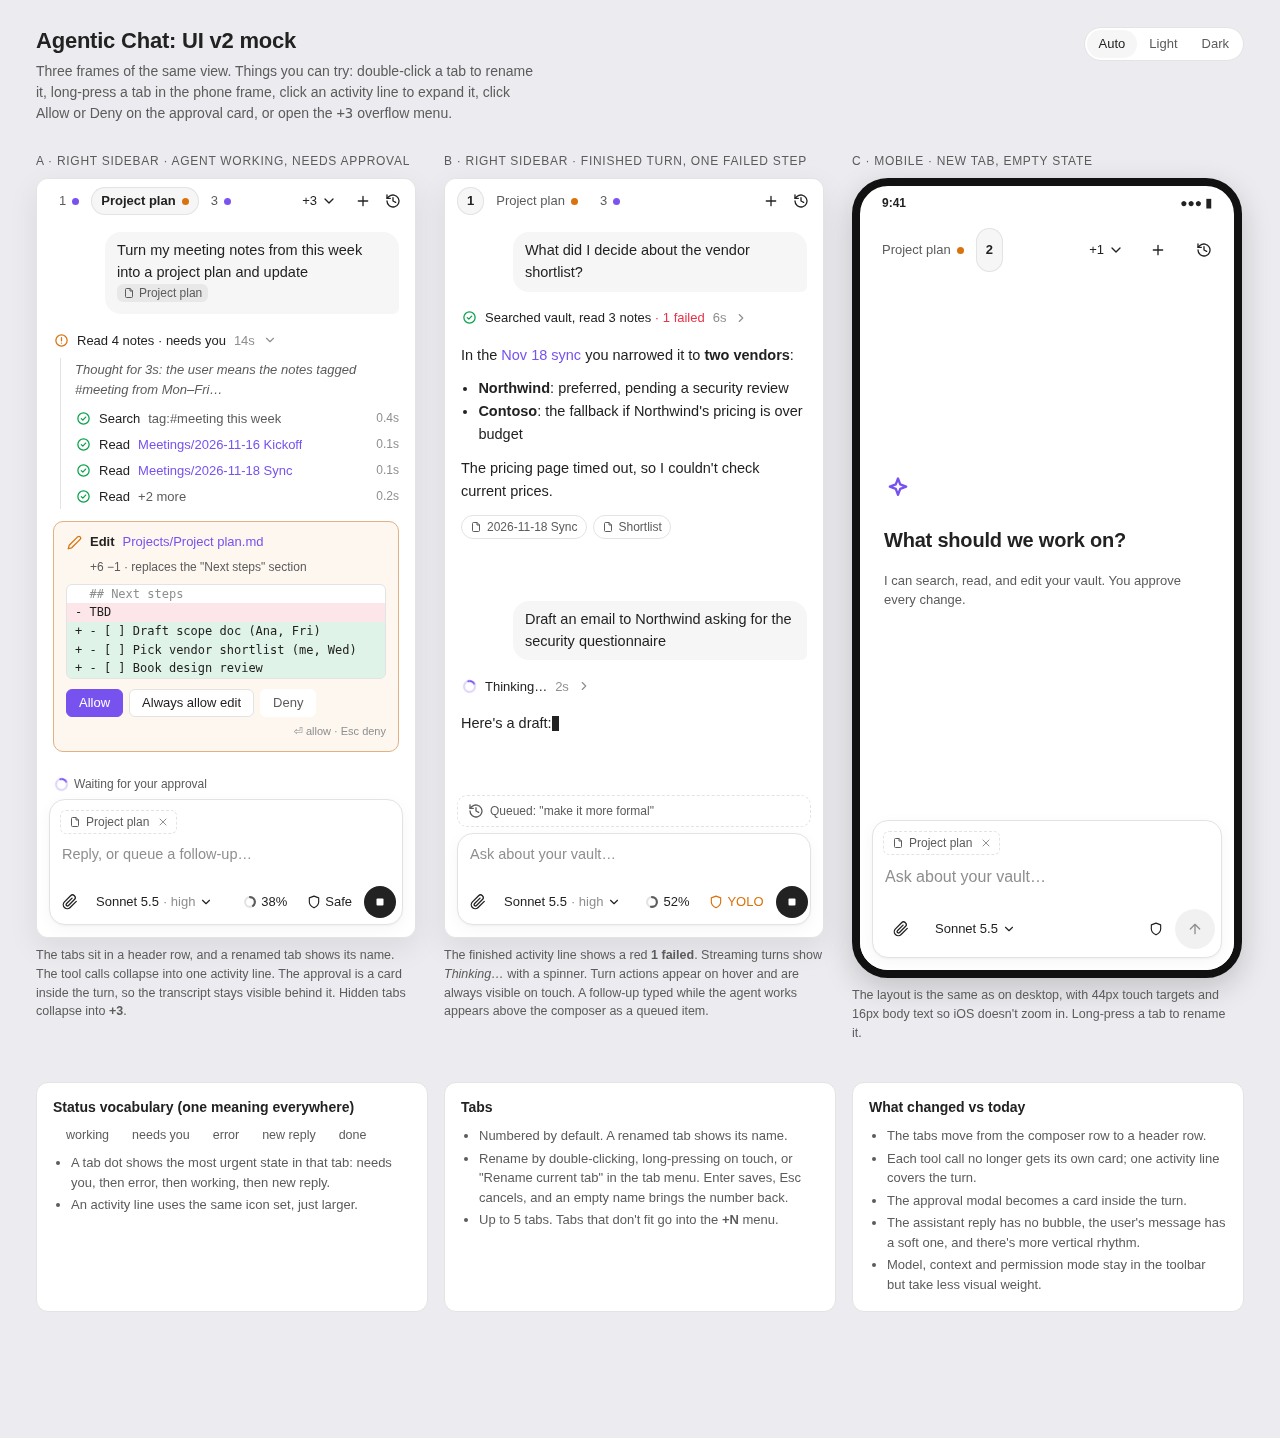 Agentic Chat: UI v2 mock
Auto Light Dark
Three frames of the same view. Things you can try: double-click a tab to rename
it, long-press a tab in the phone frame, click an activity line to expand it, click
Allow or Deny on the approval card, or open the +3 overflow menu.
A · RIGHT SIDEBAR · AGENT WORKING, NEEDS APPROVAL
1 Project plan 3 +3
Turn my meeting notes from this week
into a project plan and update
Project plan
Read 4 notes · needs you 14s
Thought for 3s: the user means the notes tagged
#meeting from Mon–Fri…
Search tag:#meeting this week 0.4s
Read Meetings/2026-11-16 Kickoff 0.1s
Read Meetings/2026-11-18 Sync 0.1s
Read +2 more 0.2s
Edit Projects/Project plan.md
+6 −1 · replaces the "Next steps" section
## Next steps
- TBD
+ - [ ] Draft scope doc (Ana, Fri)
+ - [ ] Pick vendor shortlist (me, Wed)
+ - [ ] Book design review
Allow Always allow edit Deny
⏎ allow · Esc deny
Waiting for your approval
Project plan
Reply, or queue a follow-up…
Sonnet 5.5 · high 38% Safe
The tabs sit in a header row, and a renamed tab shows its name.
The tool calls collapse into one activity line. The approval is a card
inside the turn, so the transcript stays visible behind it. Hidden tabs
collapse into +3.
B · RIGHT SIDEBAR · FINISHED TURN, ONE FAILED STEP
1 Project plan 3
What did I decide about the vendor
shortlist?
Searched vault, read 3 notes · 1 failed 6s
In the Nov 18 sync you narrowed it to two vendors:
• Northwind: preferred, pending a security review
• Contoso: the fallback if Northwind's pricing is over
budget
The pricing page timed out, so I couldn't check
current prices.
2026-11-18 Sync Shortlist
Draft an email to Northwind asking for the
security questionnaire
Thinking… 2s
Here's a draft:
Queued: "make it more formal"
Ask about your vault…
Sonnet 5.5 · high 52% YOLO
The finished activity line shows a red 1 failed. Streaming turns show
Thinking… with a spinner. Turn actions appear on hover and are
always visible on touch. A follow-up typed while the agent works
appears above the composer as a queued item.
C · MOBILE · NEW TAB, EMPTY STATE
9:41
Project plan 2 +1
What should we work on?
I can search, read, and edit your vault. You approve
every change.
Project plan
Ask about your vault…
Sonnet 5.5
The layout is the same as on desktop, with 44px touch targets and
16px body text so iOS doesn't zoom in. Long-press a tab to rename
it.
Status vocabulary (one meaning everywhere)
working needs you error new reply done
• A tab dot shows the most urgent state in that tab: needs
you, then error, then working, then new reply.
• An activity line uses the same icon set, just larger.
Tabs
• Numbered by default. A renamed tab shows its name.
• Rename by double-clicking, long-pressing on touch, or
"Rename current tab" in the tab menu. Enter saves, Esc
cancels, and an empty name brings the number back.
• Up to 5 tabs. Tabs that don't fit go into the +N menu.
What changed vs today
• The tabs move from the composer row to a header row.
• Each tool call no longer gets its own card; one activity line
covers the turn.
• The approval modal becomes a card inside the turn.
• The assistant reply has no bubble, the user's message has
a soft one, and there's more vertical rhythm.
• Model, context and permission mode stay in the toolbar
but take less visual weight.